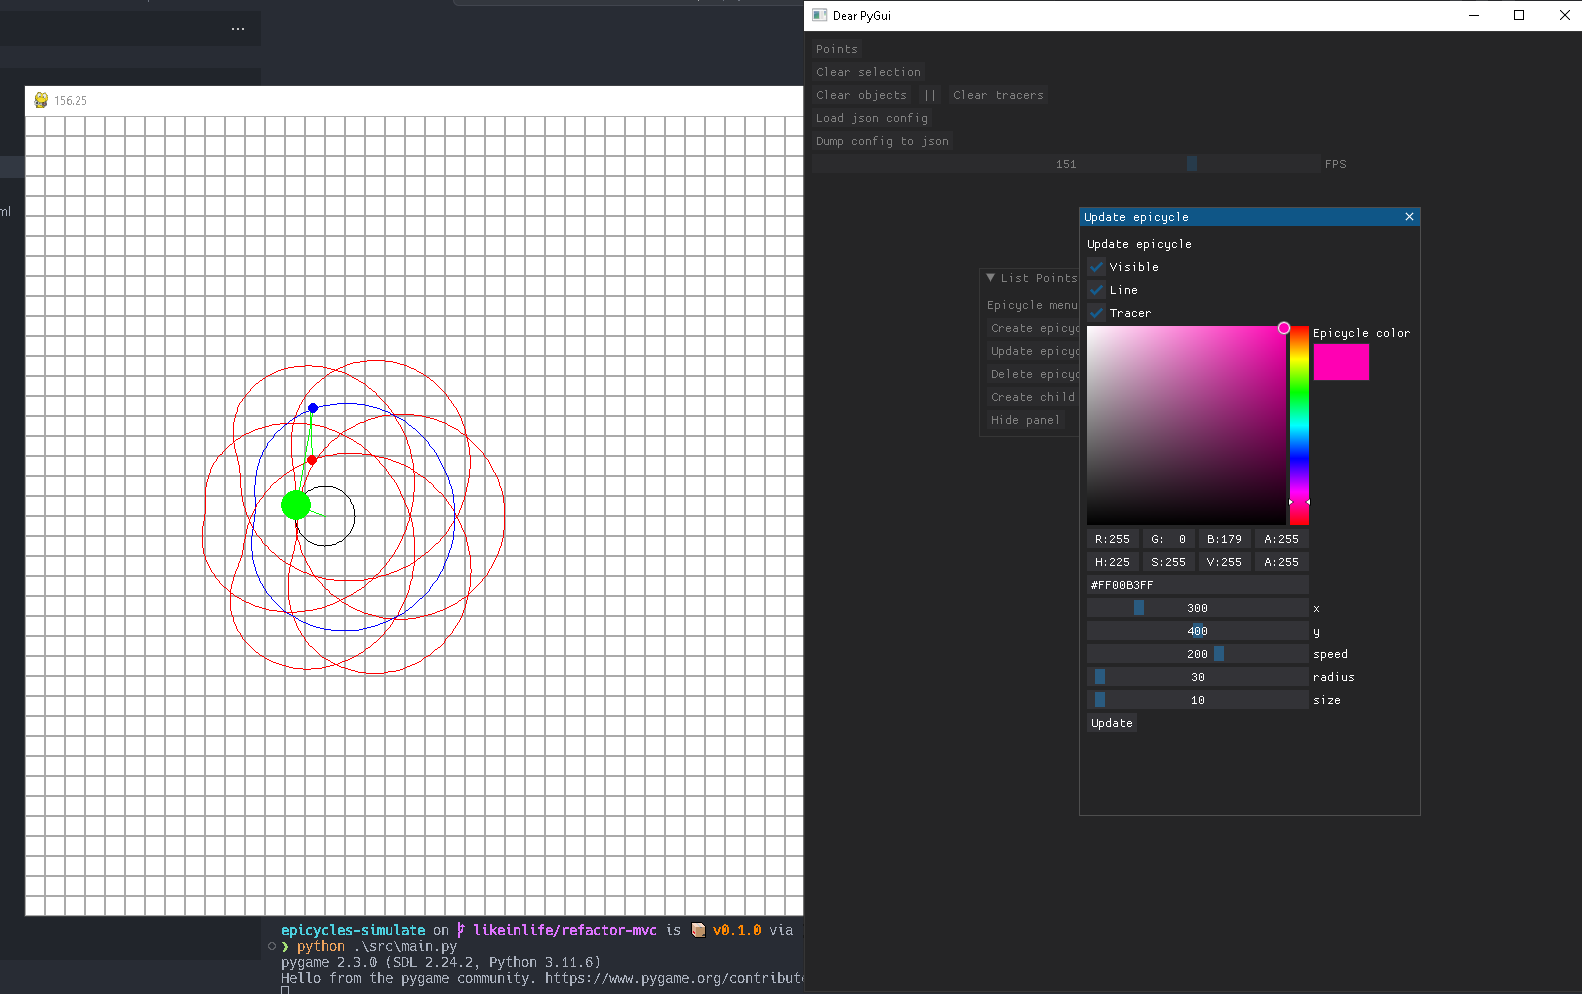 ...
Dear PyGui
Points
Clear selection
Clear objects || Clear tracers
Load json config
Dump config to json
151 FPS
156.25
ml
Update epicycle
Update epicycle
Visible
Line
Tracer
Epicycle color
R:255 G: 0 B:179 A:255
H:225 S:255 V:255 A:255
#FF00B3FF
300 x
400 y
200 speed
30 radius
10 size
Update
List Points
Epicycle menu
Create epicyc
Update epicyc
Delete epicyc
Create child
Hide panel
epicycles-simulate on likeinlife/refactor-mvc is v0.1.0 via
❯ python .\src\main.py
pygame 2.3.0 (SDL 2.24.2, Python 3.11.6)
Hello from the pygame community. https://www.pygame.org/contribut